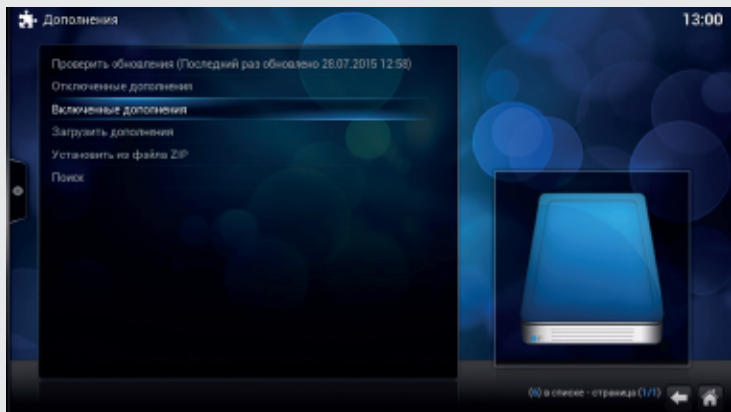 Дополнения
13:00
Проверить обновления (Последний раз обновлено 28.07.2015 12:58)
Отключенные дополнения
Включенные дополнения
Загрузить дополнения
Установить из файла ZIP
Поиск
(6) в списке - страница (1/1)